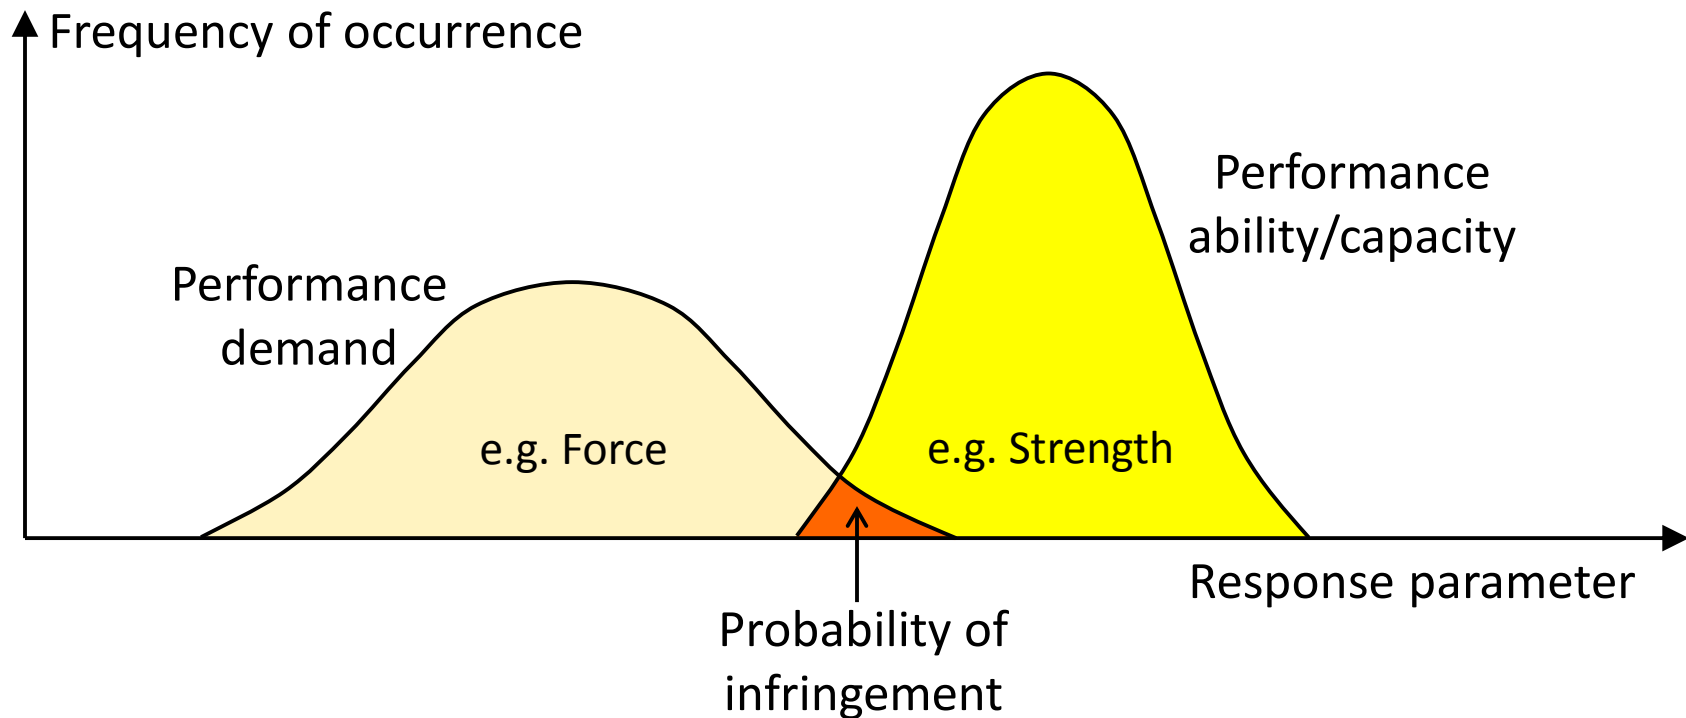 Frequency of occurrence
Performance
ability/capacity
Performance
demand
e.g. Force
e.g. Strength
Response parameter
Probability of
infringement